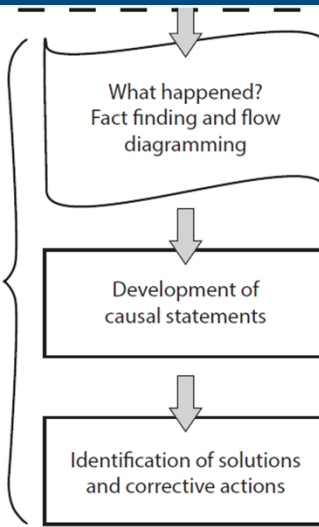 What happened?
Fact finding and flow
diagramming
Development of
causal statements
Identification of solutions
and corrective actions